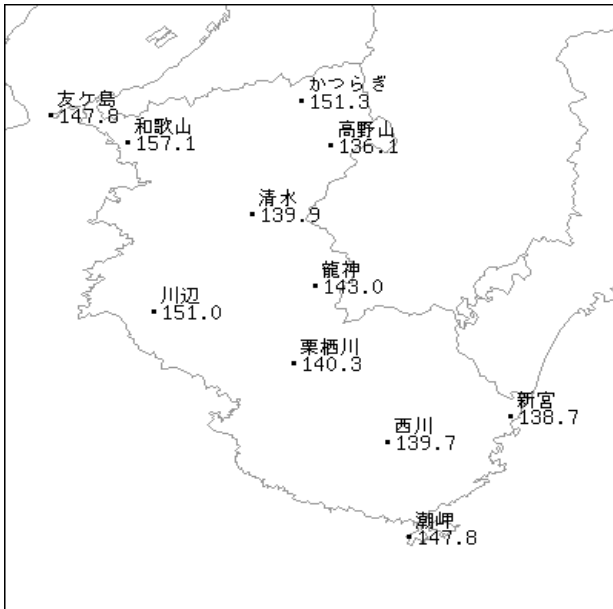 かつらぎ
151.3
友ケ島
147.8
和歌山
157.1
高野山
136.1
清水
139.9
龍神
143.0
川辺
151.0
栗栖川
140.3
新宮
138.7
西川
139.7
潮岬
147.8